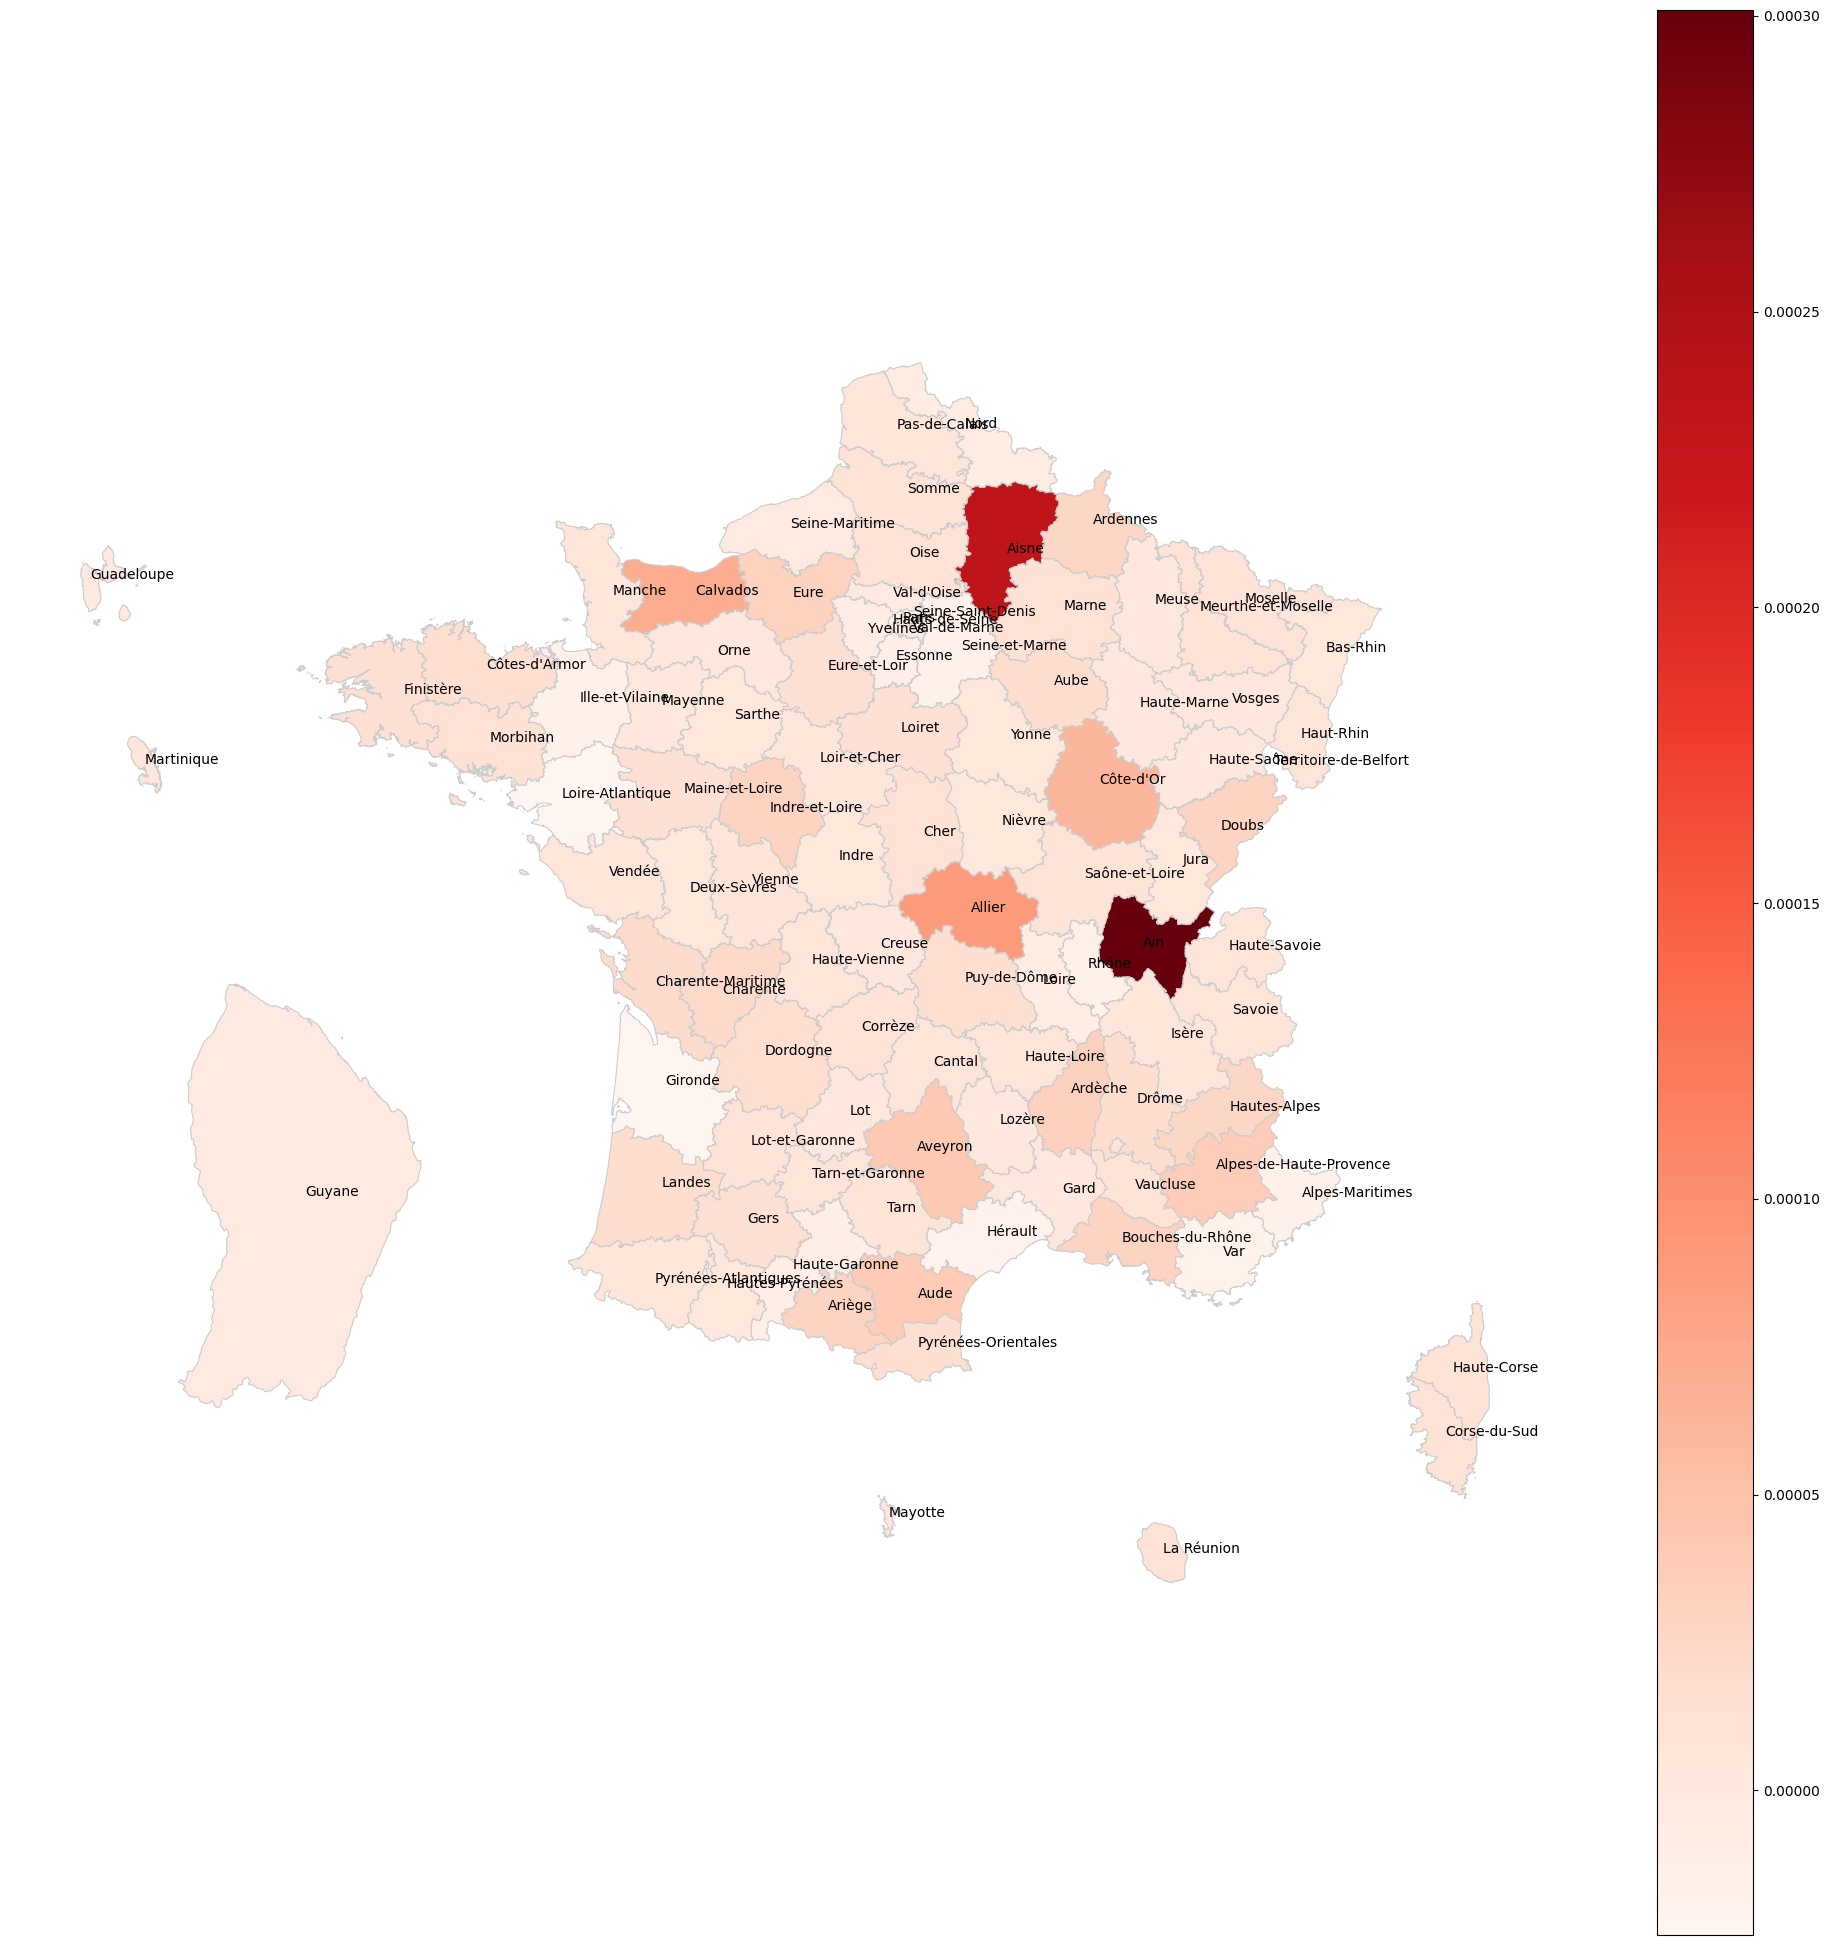 0.00030
0.00025
0.00020
0.00015
0.00010
0.00005
0.00000
Pas-de-Calais
Nord
Somme
Ardennes
Seine-Maritime
Aisne
Oise
Guadeloupe
Manche
Calvados
Eure
Val-d'Oise
Marne
Meuse
Moselle
Meurthe-et-Moselle
Seine-Saint-Denis
Paris
Hauts-de-Seine
Val-de-Marne
Yvelines
Seine-et-Marne
Bas-Rhin
Orne
Essonne
Côtes-d'Armor
Eure-et-Loir
Aube
Finistère
Ille-et-Vilaine
Mayenne
Haute-Marne
Vosges
Sarthe
Loiret
Morbihan
Yonne
Haut-Rhin
Martinique
Loir-et-Cher
Haute-Saône
Territoire-de-Belfort
Côte-d'Or
Maine-et-Loire
Loire-Atlantique
Indre-et-Loire
Nièvre
Doubs
Cher
Indre
Jura
Vendée
Saône-et-Loire
Vienne
Deux-Sèvres
Allier
Creuse
Ain
Haute-Savoie
Haute-Vienne
Rhône
Puy-de-Dôme
Loire
Charente-Maritime
Charente
Savoie
Corrèze
Isère
Dordogne
Haute-Loire
Cantal
Gironde
Ardèche
Drôme
Hautes-Alpes
Lot
Lozère
Lot-et-Garonne
Aveyron
Alpes-de-Haute-Provence
Tarn-et-Garonne
Landes
Vaucluse
Gard
Alpes-Maritimes
Guyane
Tarn
Gers
Hérault
Bouches-du-Rhône
Var
Haute-Garonne
Pyrénées-Atlantiques
Hautes-Pyrénées
Aude
Ariège
Pyrénées-Orientales
Haute-Corse
Corse-du-Sud
Mayotte
La Réunion